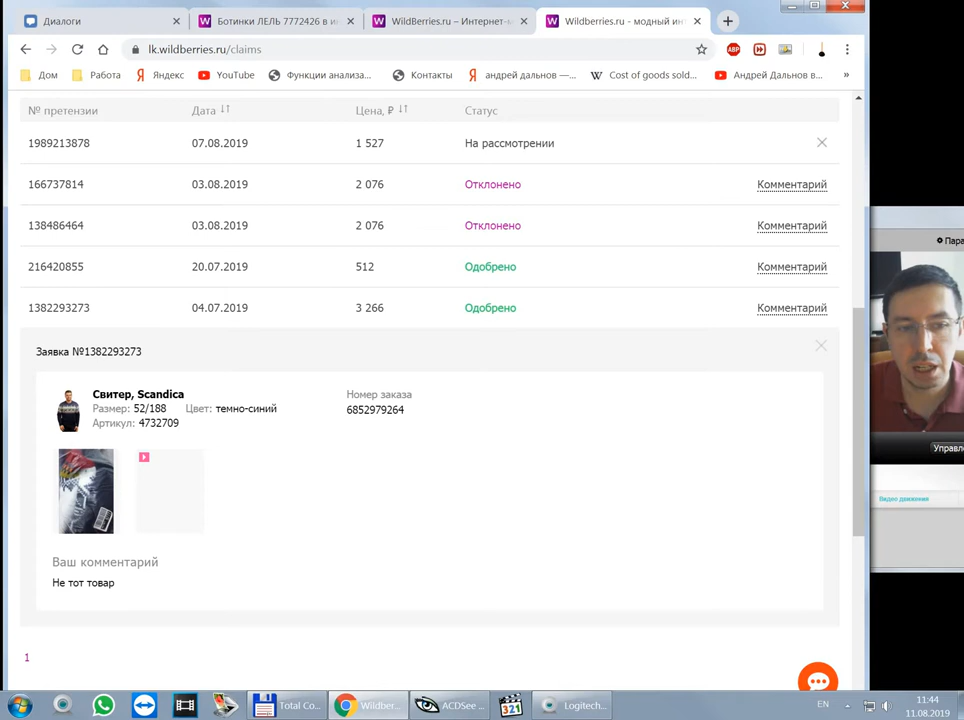 Диалоги
Ботинки ЛЕЛЬ 7772426 в и
WildBerries.ru – Интернет-м
Wildberries.ru - модный ин
lk.wildberries.ru/claims
ABP
Дом
Работа
Яндекс
YouTube
Функции анализа...
Контакты
андрей дальнов —...
Cost of goods sold...
Андрей Дальнов в...
»
№ претензии
Дата
Цена, ₽
Статус
1989213878 07.08.2019 1 527 На рассмотрении
166737814 03.08.2019 2 076 Отклонено Комментарий
138486464 03.08.2019 2 076 Отклонено Комментарий
216420855 20.07.2019 512 Одобрено Комментарий
1382293273 04.07.2019 3 266 Одобрено Комментарий
Заявка №1382293273
Свитер, Scandica
Размер: 52/188 Цвет: темно-синий
Артикул: 4732709
Номер заказа
6852979264
Ваш комментарий
Не тот товар
1
Пара
Управл
Видео движения
Total Co...
Wildber...
ACDSee ...
321
Logitech...
EN
11:44
11.08.2019